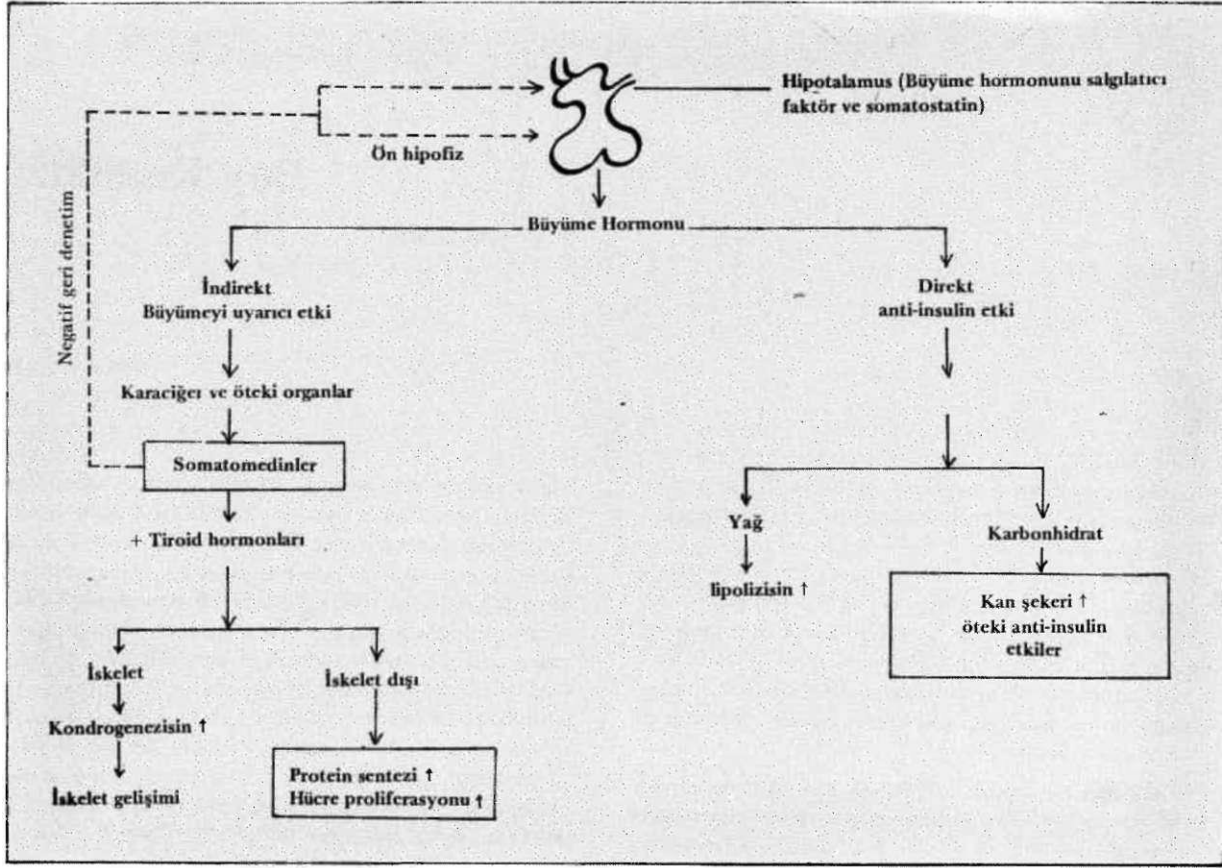 Hipotalamus (Büyüme hormonunu salgılatıcı
faktör ve somatostatin)
Ön hipofiz
Negatif geri denetim
Büyüme Hormonu
İndirekt
Büyümeyi uyarıcı etki
Direkt
anti-insulin etki
Karaciğer ve öteki organlar
Somatomedinler
+ Tiroid hormonları
Yağ
Karbonhidrat
lipolizisin ↑
Kan şekeri ↑
öteki anti-insulin
etkiler
İskelet
İskelet dışı
Kondrogenezisin ↑
Protein sentezi ↑
Hücre proliferasyonu ↑
İskelet gelişimi